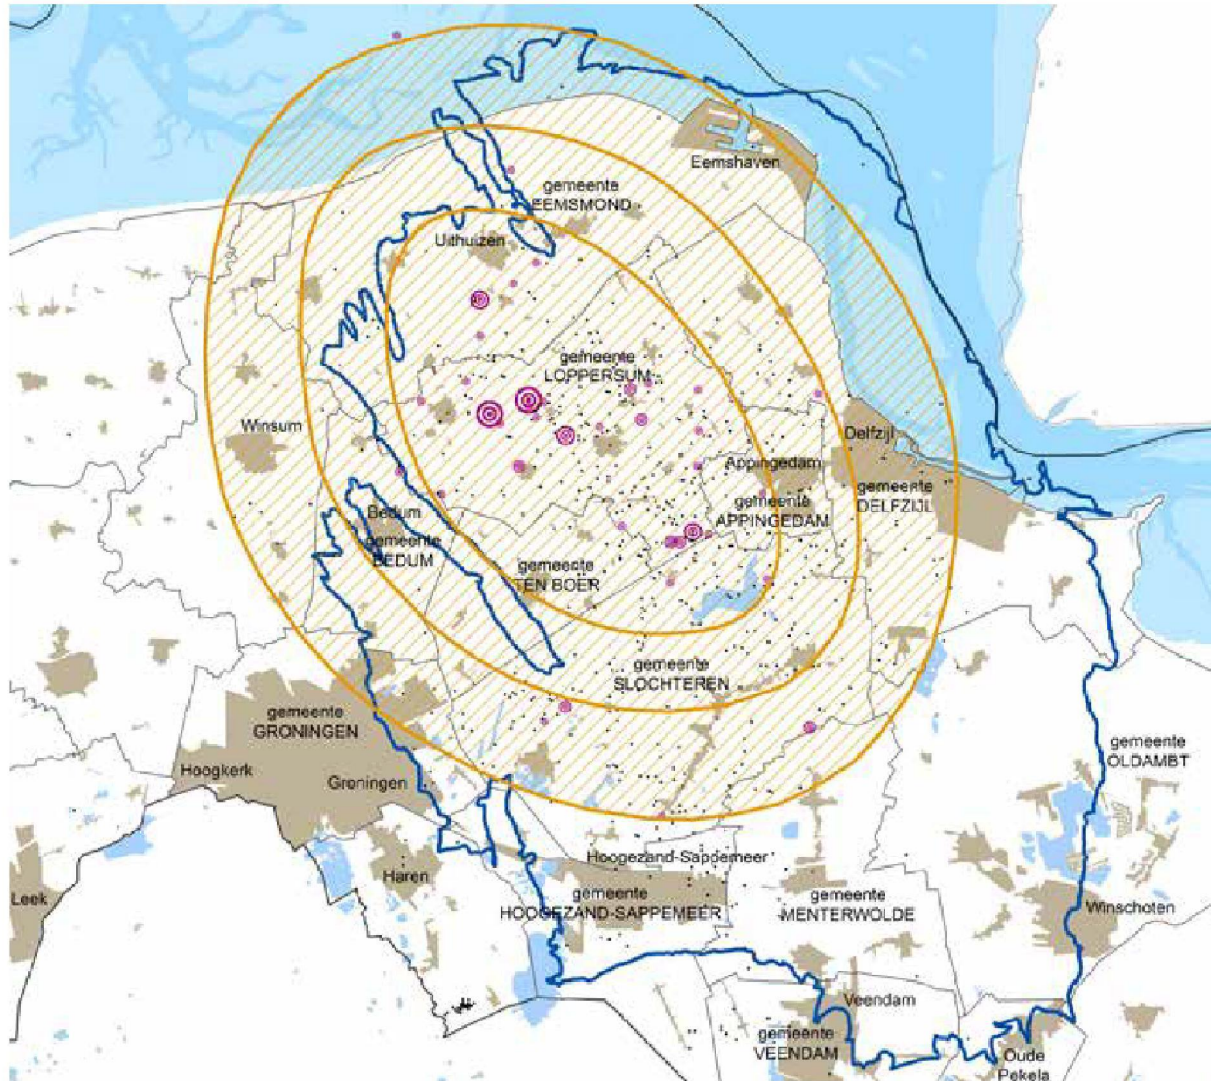 Eemshaven
gemeente
EEMSMOND
Uithuizen
gemeente
LOPPERSUM
Winsum
Delfzijl
Appingedam
gemeente
DELFZIJL
gemeente
APPINGEDAM
Bedum
gemeente
BEDUM
gemeente
TEN BOER
gemeente
SLOCHTEREN
gemeente
GRONINGEN
gemeente
OLDAMBT
Hoogkerk
Groningen
Hoogezand-Sappemeer
Haren
gemeente
HOOGEZAND-SAPPEMEER
gemeente
MENTERWOLDE
Leek
Winschoten
Veendam
gemeente
VEENDAM
Oude
Pekela